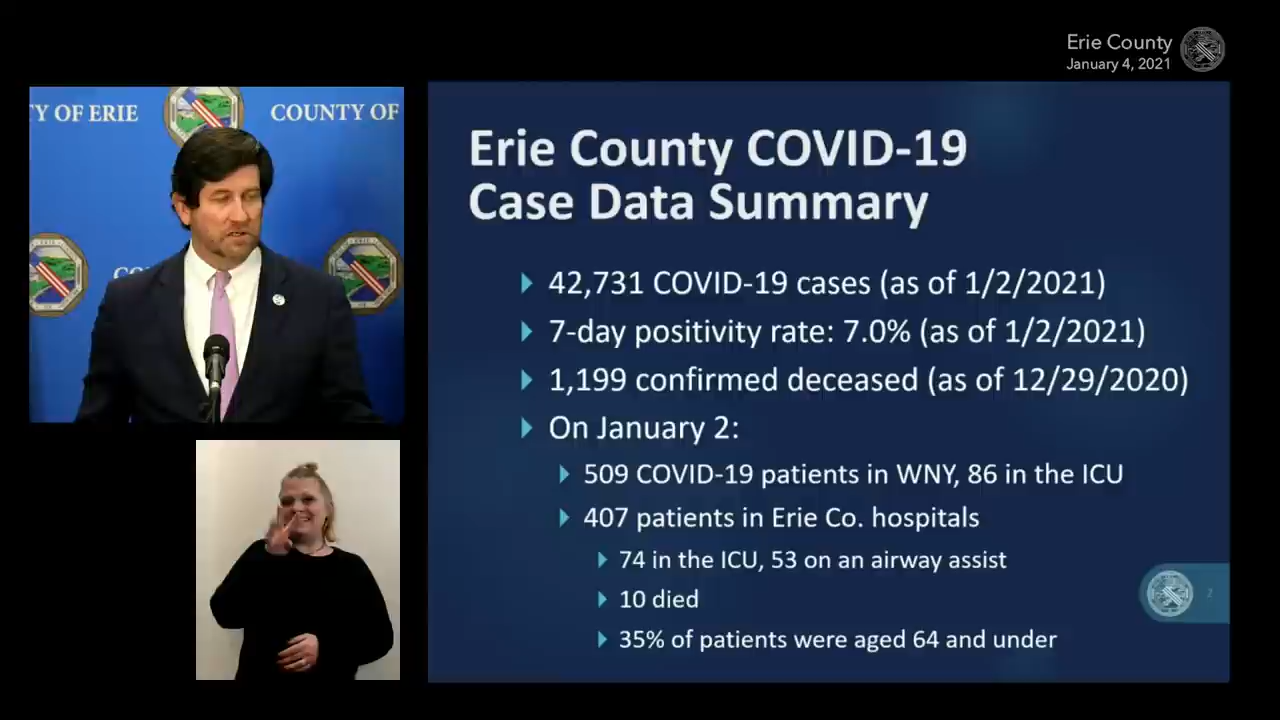 Erie County
January 4, 2021
TY OF ERIE
COUNTY OF
Erie County COVID-19
Case Data Summary
42,731 COVID-19 cases (as of 1/2/2021)
7-day positivity rate: 7.0% (as of 1/2/2021)
1,199 confirmed deceased (as of 12/29/2020)
On January 2:
509 COVID-19 patients in WNY, 86 in the ICU
407 patients in Erie Co. hospitals
74 in the ICU, 53 on an airway assist
10 died
35% of patients were aged 64 and under
2